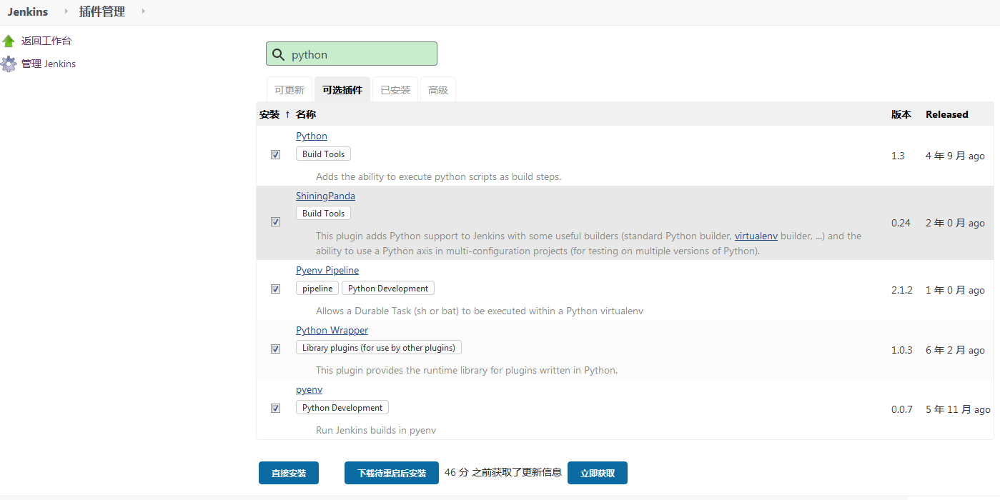 Jenkins 插件管理
返回工作台
管理 Jenkins
python
可更新 可选插件 已安装 高级
安装 ↑ 名称 版本 Released
Python
Build Tools
1.3 4 年 9 月 ago
Adds the ability to execute python scripts as build steps.
ShiningPanda
Build Tools
0.24 2 年 0 月 ago
This plugin adds Python support to Jenkins with some useful builders (standard Python builder, virtualenv builder, ...) and the
ability to use a Python axis in multi-configuration projects (for testing on multiple versions of Python).
Pyenv Pipeline
pipeline Python Development
2.1.2 1 年 0 月 ago
Allows a Durable Task (sh or bat) to be executed within a Python virtualenv
Python Wrapper
Library plugins (for use by other plugins)
1.0.3 6 年 2 月 ago
This plugin provides the runtime library for plugins written in Python.
pyenv
Python Development
0.0.7 5 年 11 月 ago
Run Jenkins builds in pyenv
直接安装 下载待重启后安装 46 分 之前获取了更新信息 立即获取